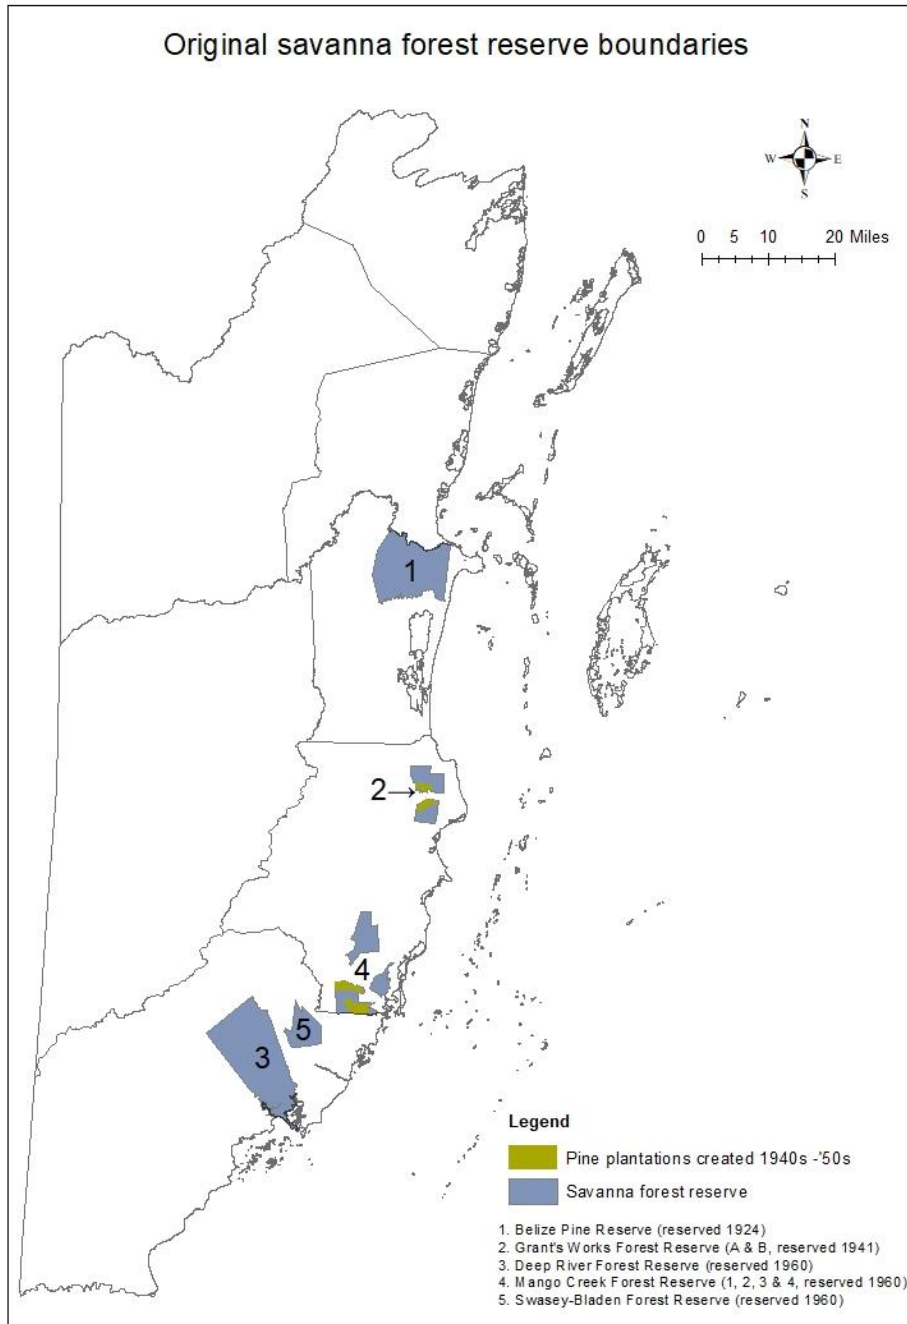 Original savanna forest reserve boundaries
N
W E
S
0 5 10 20 Miles
1
2→
4
5
3
Legend
Pine plantations created 1940s -'50s
Savanna forest reserve
1. Belize Pine Reserve (reserved 1924)
2. Grant's Works Forest Reserve (A & B, reserved 1941)
3. Deep River Forest Reserve (reserved 1960)
4. Mango Creek Forest Reserve (1, 2, 3 & 4, reserved 1960)
5. Swasey-Bladen Forest Reserve (reserved 1960)